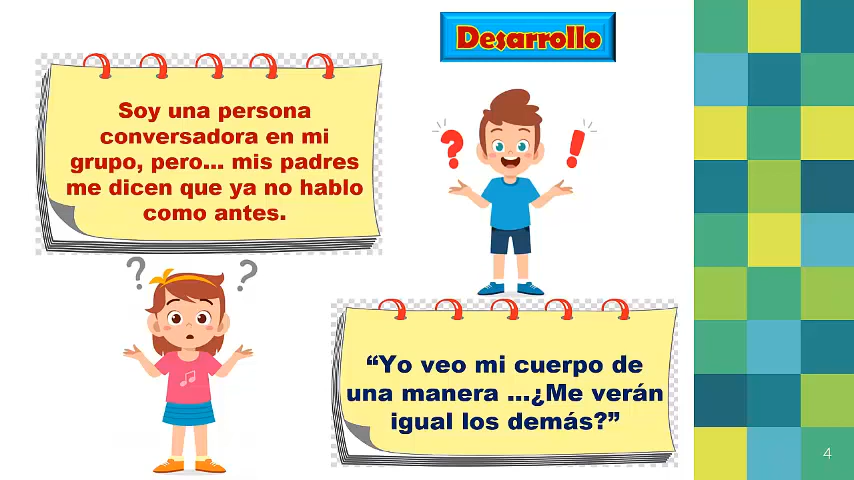 Desarrollo
Soy una persona
conversadora en mi
grupo, pero... mis padres
me dicen que ya no hablo
como antes.
? !
? ?
“Yo veo mi cuerpo de
una manera ...¿Me verán
igual los demás?”
4